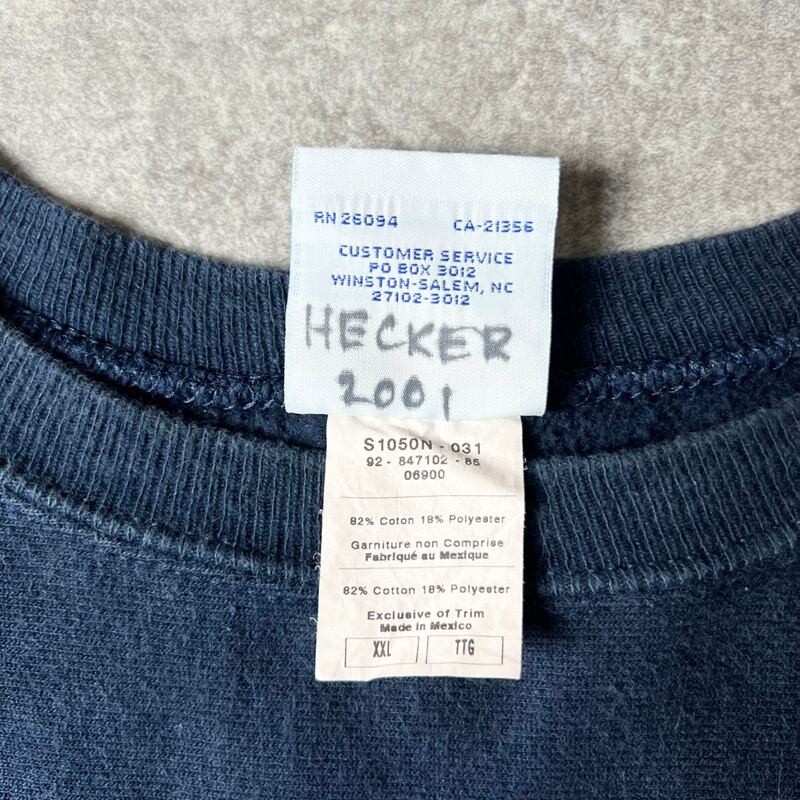 RN 26094 CA-21356
CUSTOMER SERVICE
PO BOX 3012
WINSTON-SALEM, NC
27102-3012
HECKER
2001
S1050N - 031
92 - 847102 - 85
06900
82% Coton 18% Polyester
Garniture non Comprise
Fabriqué au Mexique
82% Cotton 18% Polyester
Exclusive of Trim
Made in Mexico
XXL TTG